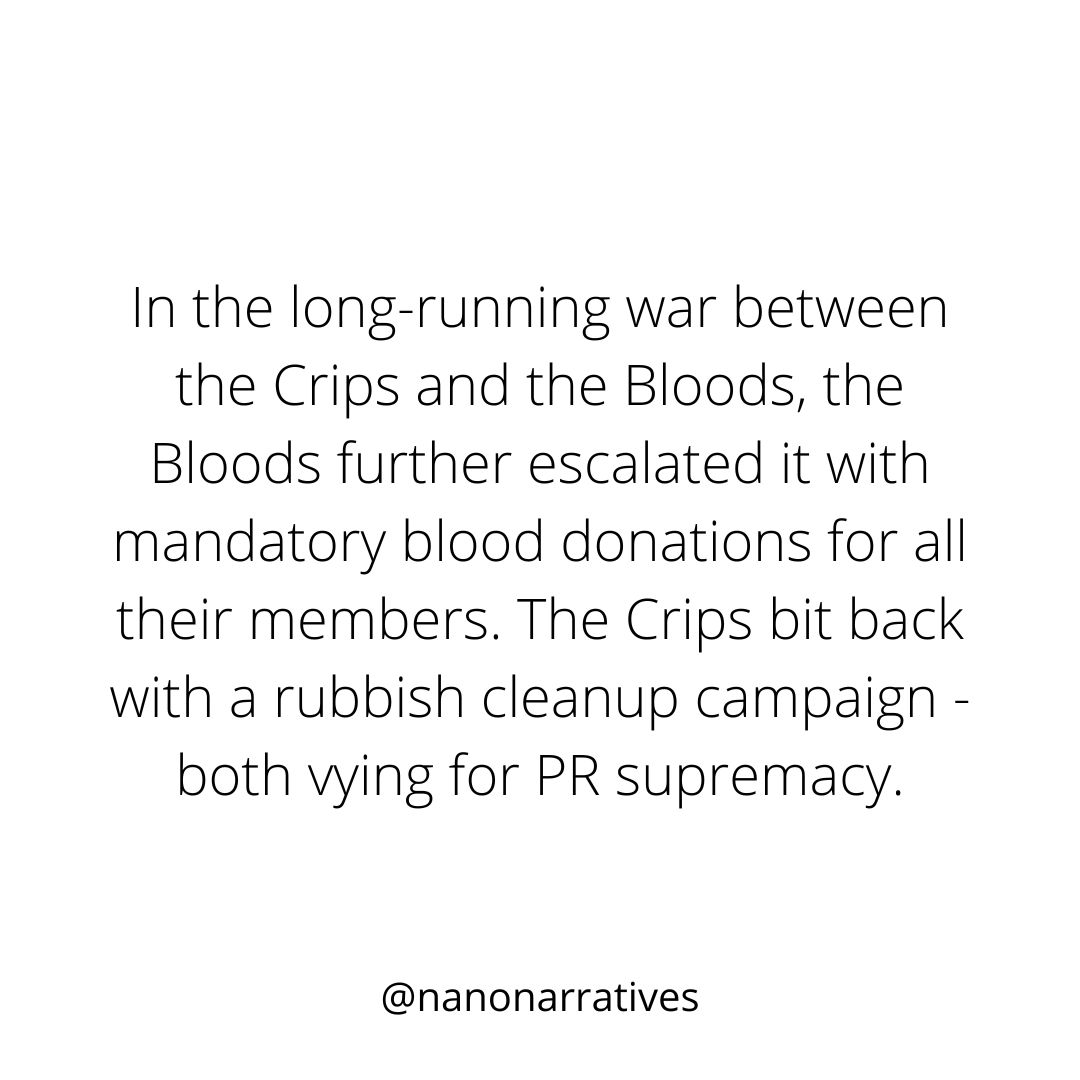 In the long-running war between
the Crips and the Bloods, the
Bloods further escalated it with
mandatory blood donations for all
their members. The Crips bit back
with a rubbish cleanup campaign -
both vying for PR supremacy.
@nanonarratives